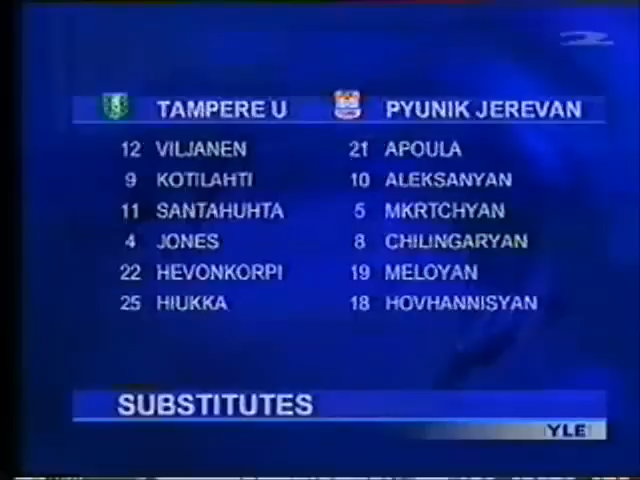 2
TAMPERE U PYUNIK JEREVAN
12 VILJANEN 21 APOULA
9 KOTILAHTI 10 ALEKSANYAN
11 SANTAHUHTA 5 MKRTCHYAN
4 JONES 8 CHILINGARYAN
22 HEVONKORPI 19 MELOYAN
25 HIUKKA 18 HOVHANNISYAN
SUBSTITUTES
YLE